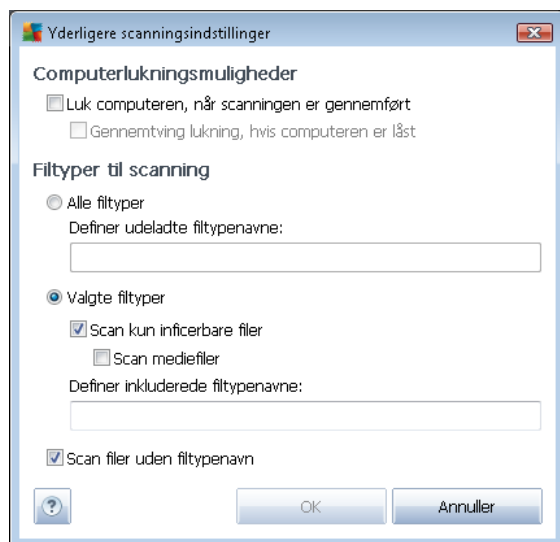 Yderligere scanningsindstillinger
Computerlukningsmuligheder
Luk computeren, når scanningen er gennemført
Gennemtving lukning, hvis computeren er låst
Filtyper til scanning
Alle filtyper
Definer udeladte filtypenavne:
Valgte filtyper
Scan kun inficerbare filer
Scan mediefiler
Definer inkluderede filtypenavne:
Scan filer uden filtypenavn
?
OK
Annuller